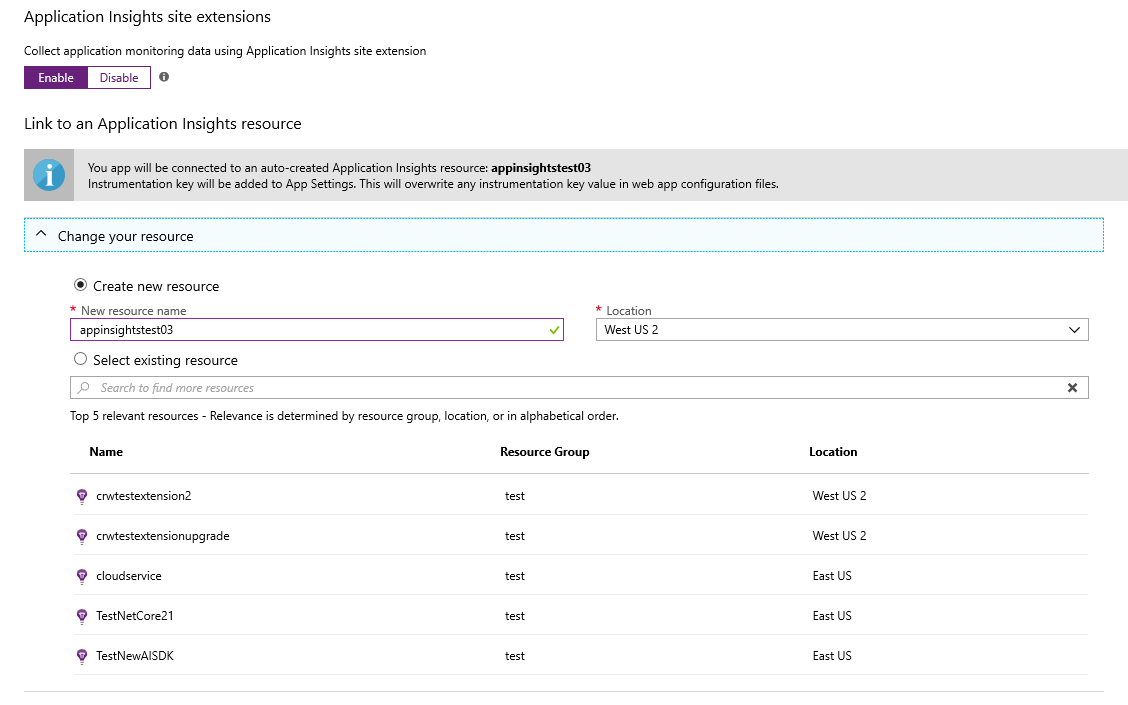 Application Insights site extensions
Collect application monitoring data using Application Insights site extension
Enable Disable
Link to an Application Insights resource
You app will be connected to an auto-created Application Insights resource: appinsightstest03
Instrumentation key will be added to App Settings. This will overwrite any instrumentation key value in web app configuration files.
Change your resource
Create new resource
* New resource name * Location
appinsightstest03 West US 2
Select existing resource
Search to find more resources
Top 5 relevant resources - Relevance is determined by resource group, location, or in alphabetical order.
Name Resource Group Location
crwtestextension2 test West US 2
crwtestextensionupgrade test West US 2
cloudservice test East US
TestNetCore21 test East US
TestNewAISDK test East US